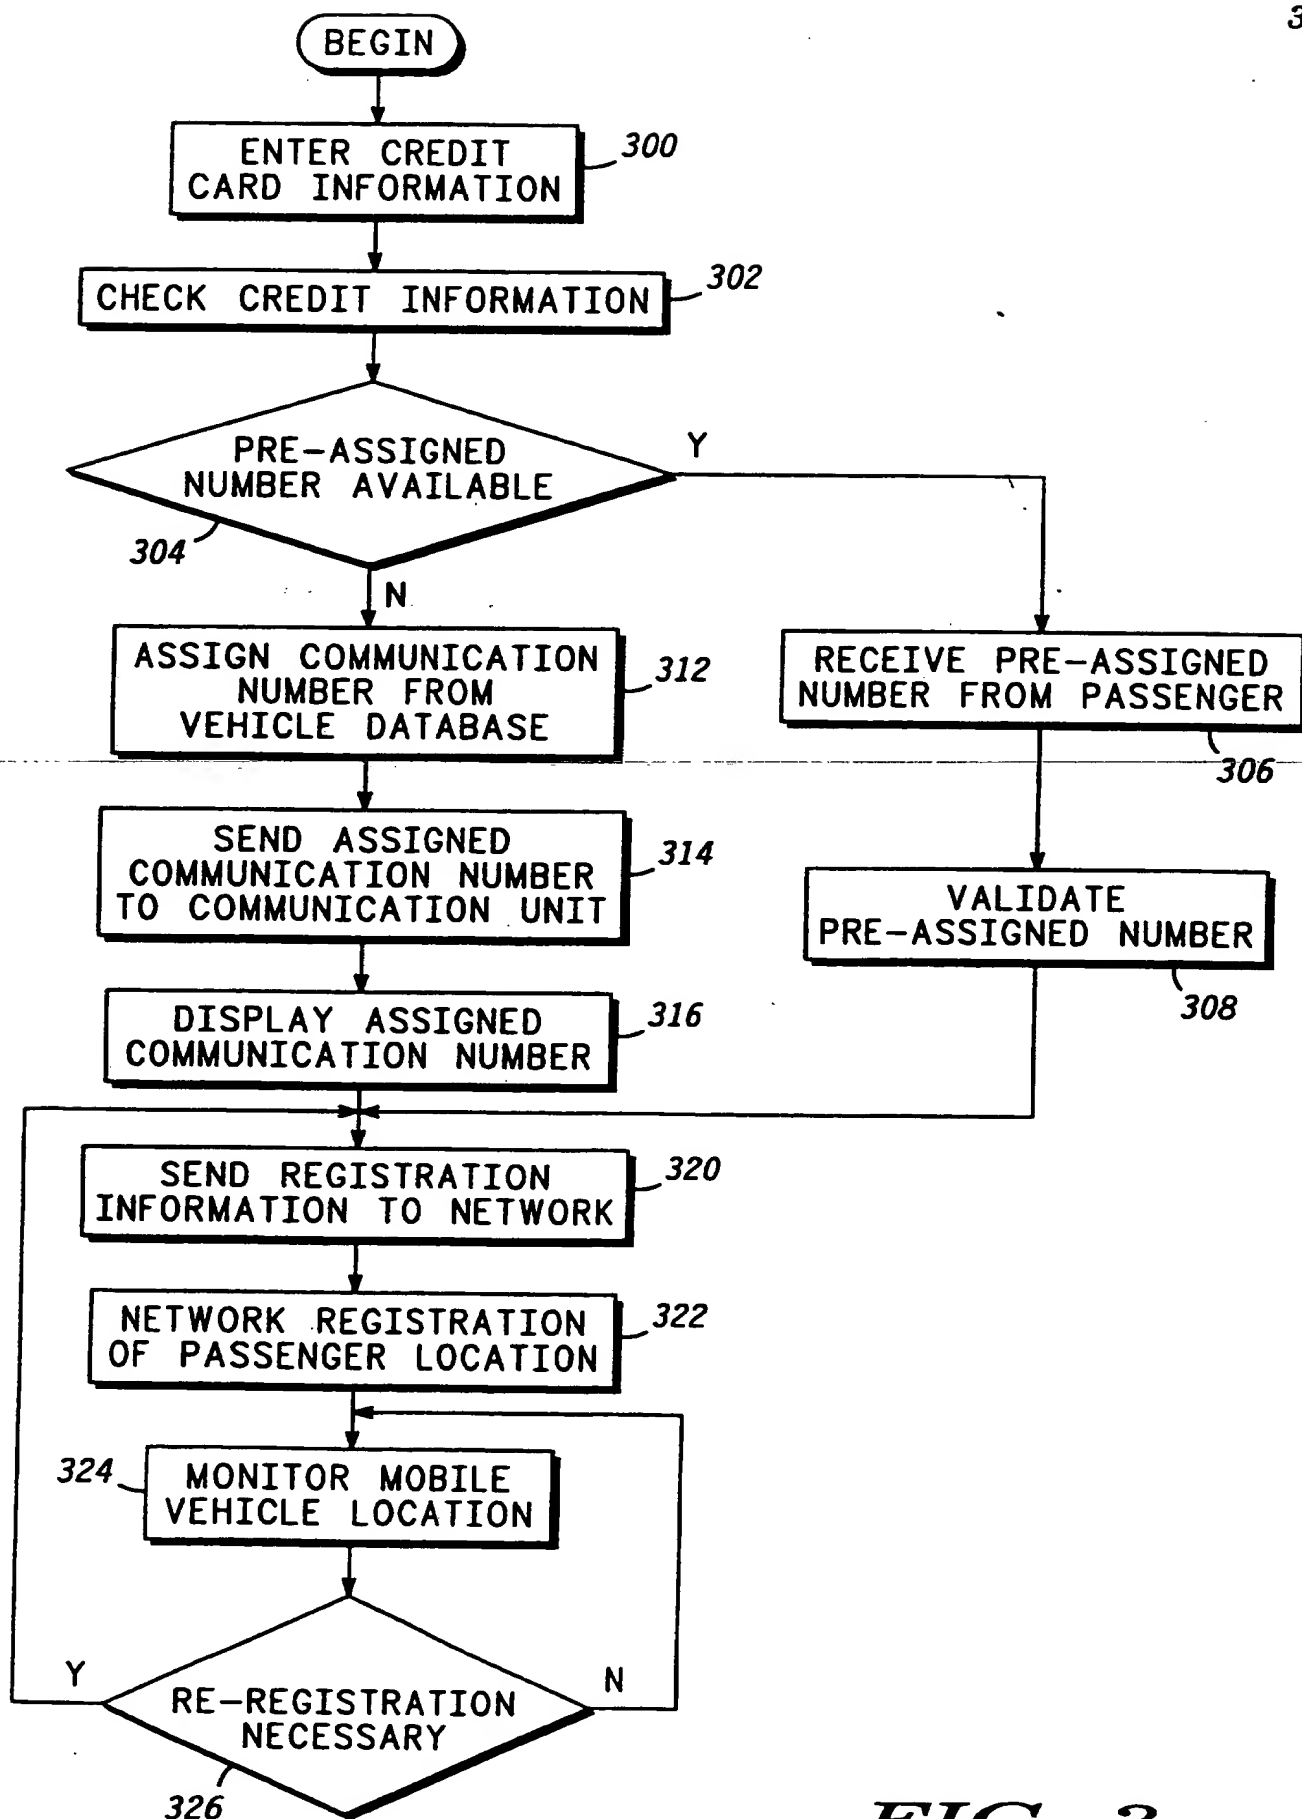 3
BEGIN
ENTER CREDIT
CARD INFORMATION
300
CHECK CREDIT INFORMATION
302
PRE-ASSIGNED
NUMBER AVAILABLE
304
Y
N
ASSIGN COMMUNICATION
NUMBER FROM
VEHICLE DATABASE
312
RECEIVE PRE-ASSIGNED
NUMBER FROM PASSENGER
306
SEND ASSIGNED
COMMUNICATION NUMBER
TO COMMUNICATION UNIT
314
VALIDATE
PRE-ASSIGNED NUMBER
308
DISPLAY ASSIGNED
COMMUNICATION NUMBER
316
SEND REGISTRATION
INFORMATION TO NETWORK
320
NETWORK REGISTRATION
OF PASSENGER LOCATION
322
324
MONITOR MOBILE
VEHICLE LOCATION
Y
N
RE-REGISTRATION
NECESSARY
326